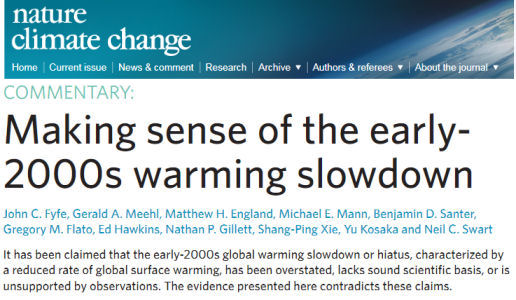 nature
climate change
Home | Current issue | News & comment | Research | Archive ▼ | Authors & referees ▼ | About the journal ▼
COMMENTARY:
Making sense of the early-
2000s warming slowdown
John C. Fyfe, Gerald A. Meehl, Matthew H. England, Michael E. Mann, Benjamin D. Santer,
Gregory M. Flato, Ed Hawkins, Nathan P. Gillett, Shang-Ping Xie, Yu Kosaka and Neil C. Swart
It has been claimed that the early-2000s global warming slowdown or hiatus, characterized by
a reduced rate of global surface warming, has been overstated, lacks sound scientific basis, or is
unsupported by observations. The evidence presented here contradicts these claims.